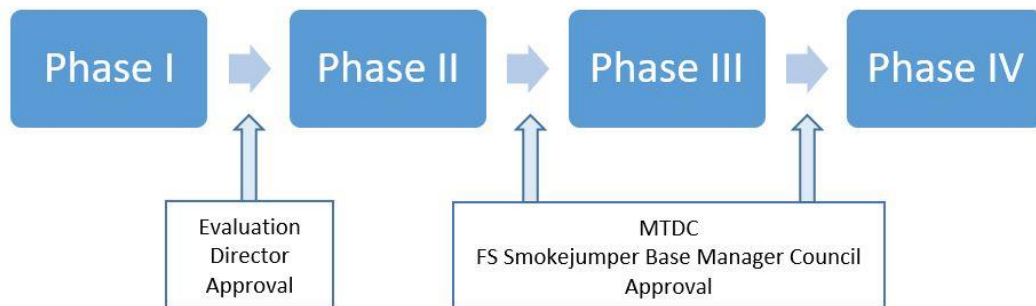 Phase I
Phase II
Phase III
Phase IV
Evaluation
Director
Approval
MTDC
FS Smokejumper Base Manager Council
Approval